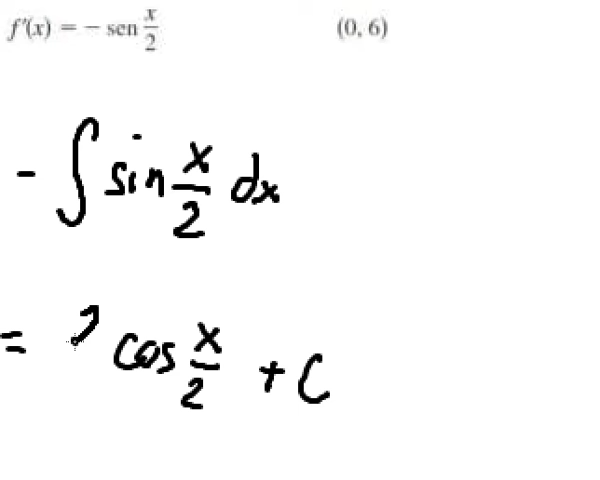 f'(x) = − sen x/2 (0, 6)
- ∫ sin x/2 dx
= cos x/2 + C